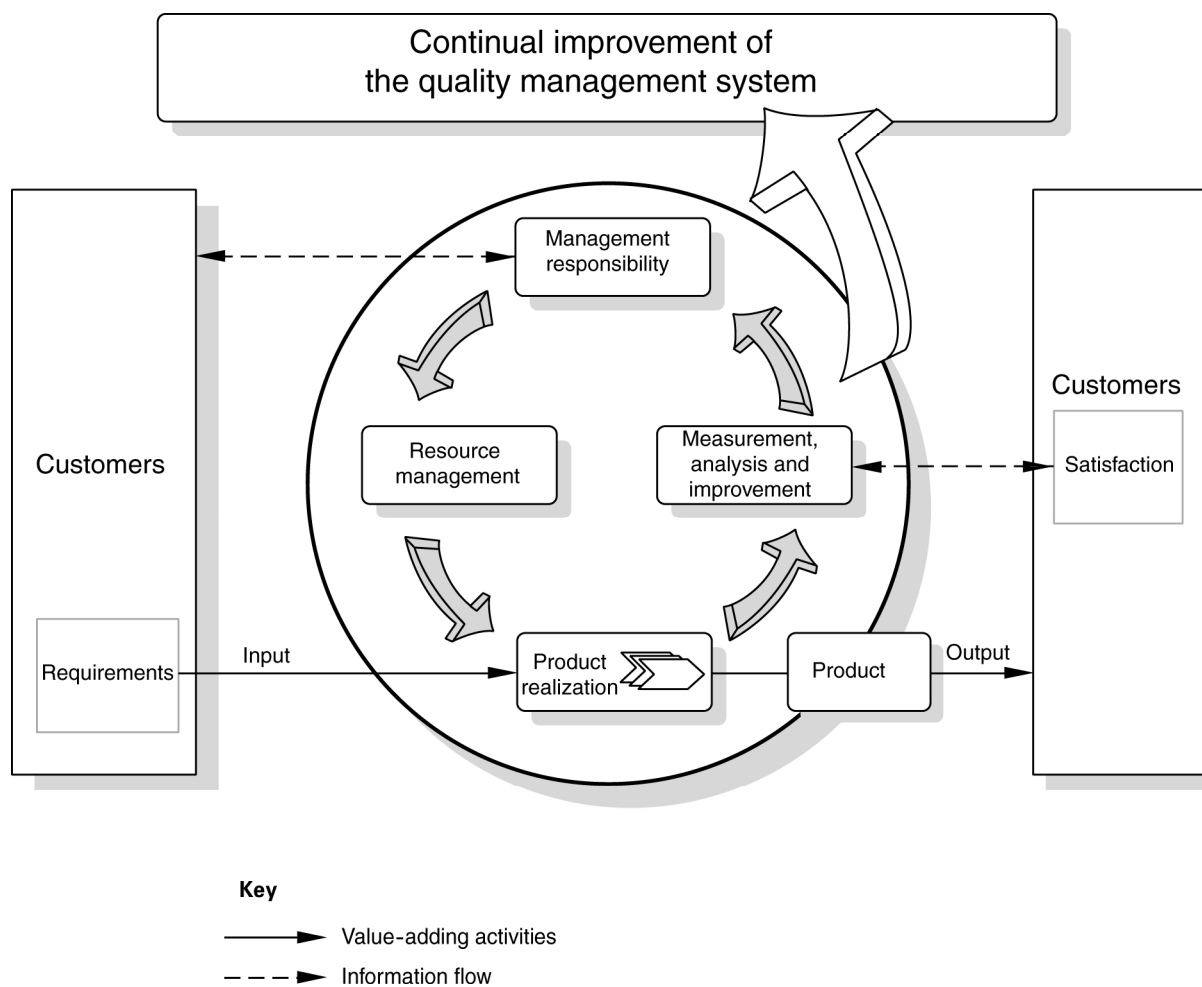 Continual improvement of
the quality management system
Management
responsibility
Customers
Resource
management
Measurement,
analysis and
improvement
Customers
Satisfaction
Requirements
Input
Product
realization
Product
Output
Key
Value-adding activities
Information flow